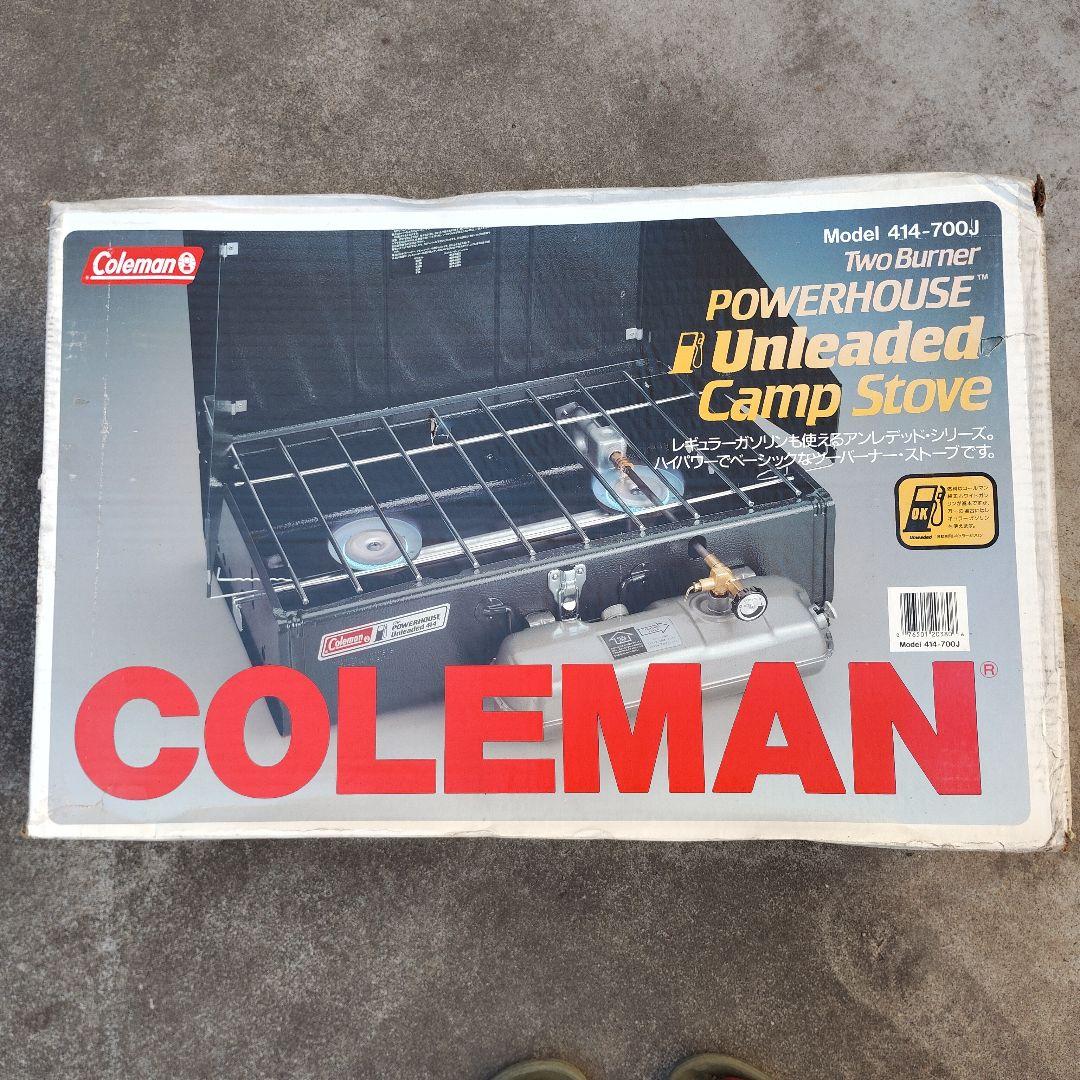 Coleman
Model 414-700J
Two Burner
POWERHOUSE™
Unleaded
Camp Stove
レギュラーガソリンも使えるアンレデッド・シリーズ。
ハイパワーでベーシックなツーバーナー・ストーブです。
OK
Unleaded
Model 414-700J
Coleman
POWERHOUSE
Unleaded 414
COLEMAN®